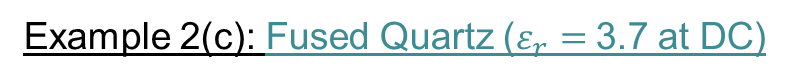 Example 2(c): Fused Quartz (𝜀𝑟 = 3.7 at DC)